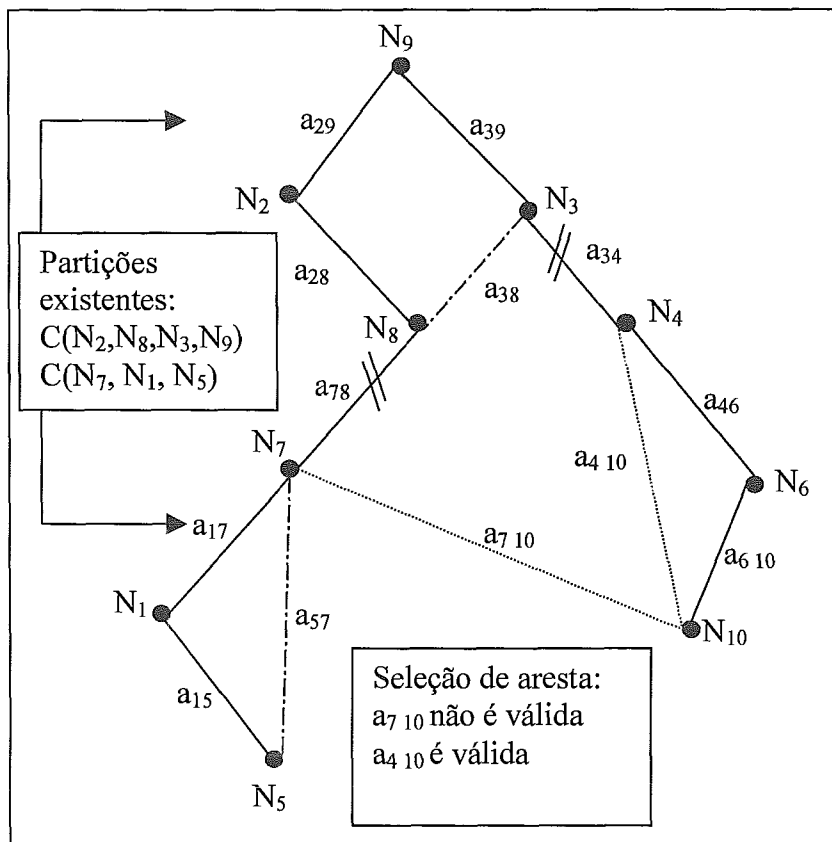 N₉
a₂₉
a₃₉
N₂
N₃
a₃₄
Partições
existentes:
C(N₂,N₈,N₃,N₉)
C(N₇, N₁, N₅)
a₂₈
a₃₈
N₈
N₄
a₇₈
a₄₆
N₇
a₄ ₁₀
N₆
a₁₇
a₇ ₁₀
a₆ ₁₀
N₁
a₅₇
N₁₀
a₁₅
Seleção de aresta:
a₇ ₁₀ não é válida
a₄ ₁₀ é válida
N₅